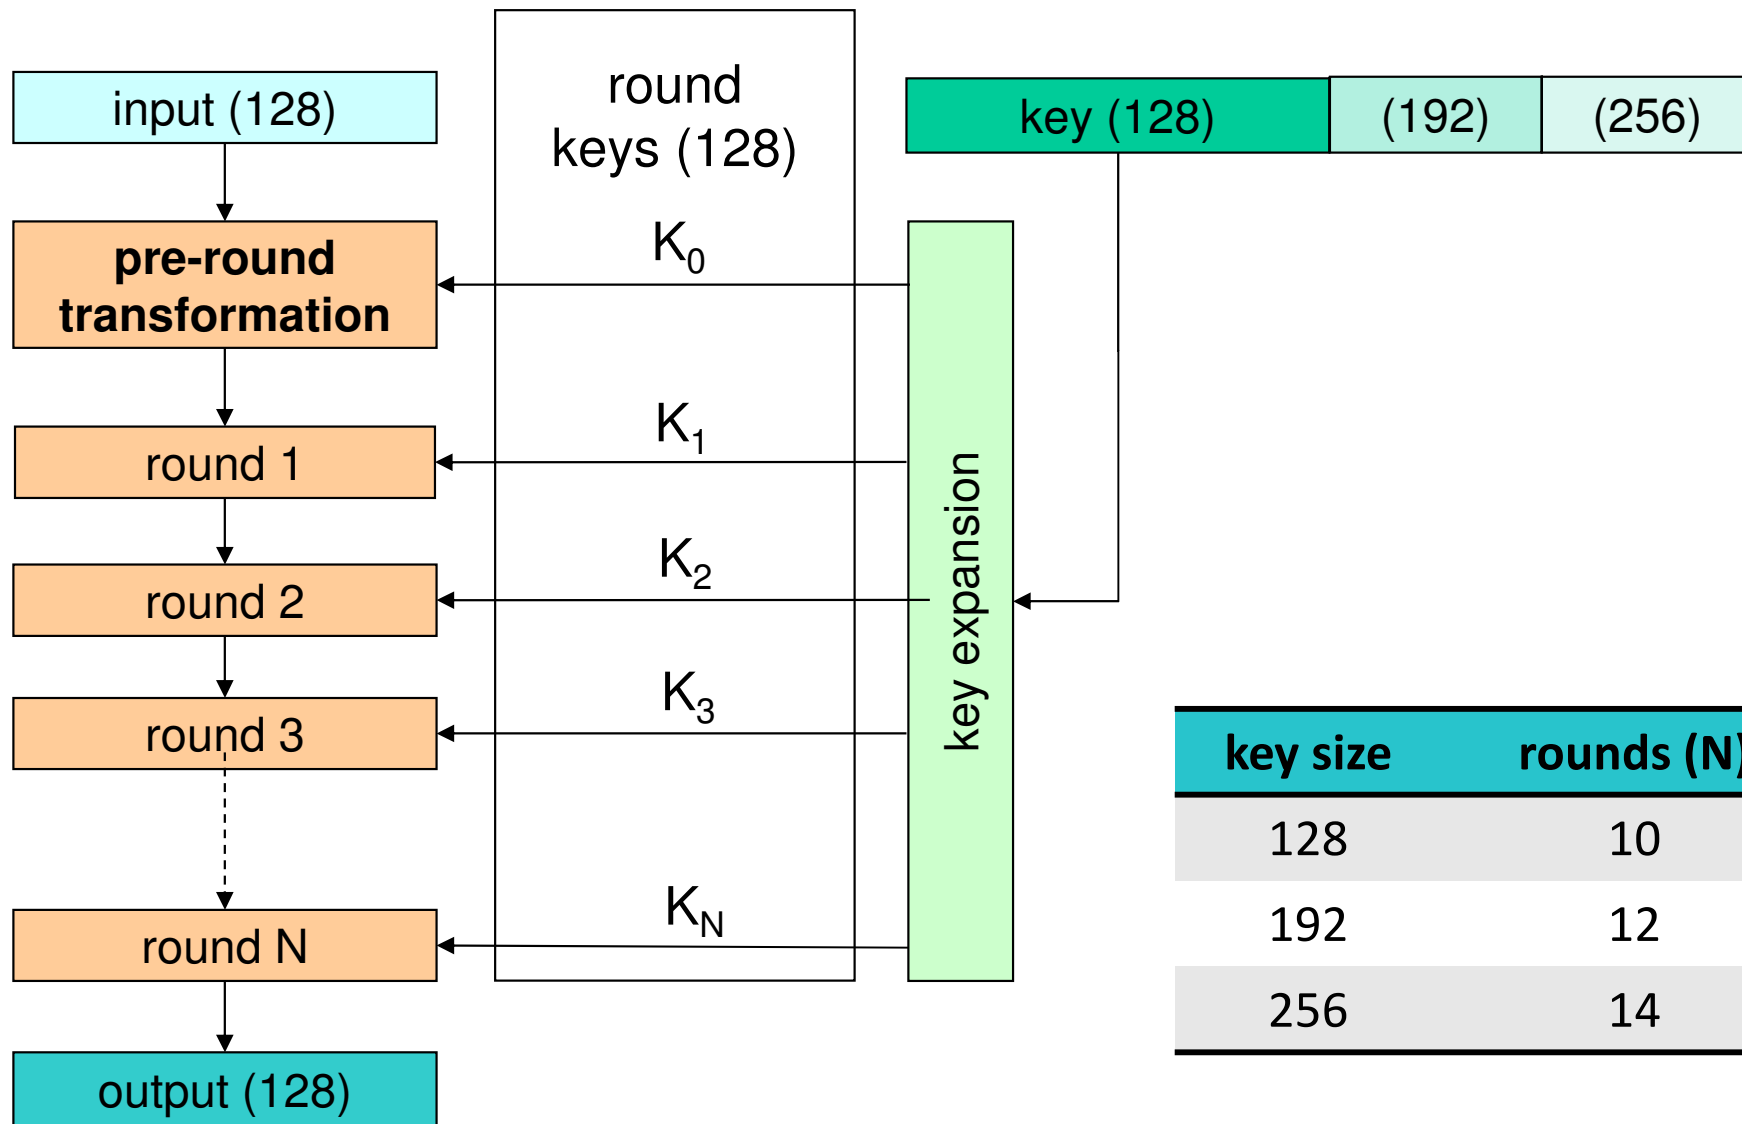 input (128)
round
keys (128)
key (128)
(192)
(256)
pre-round
transformation
K₀
round 1
K₁
round 2
K₂
round 3
K₃
round N
K_N
key expansion
output (128)
key size rounds (N)
128 10
192 12
256 14